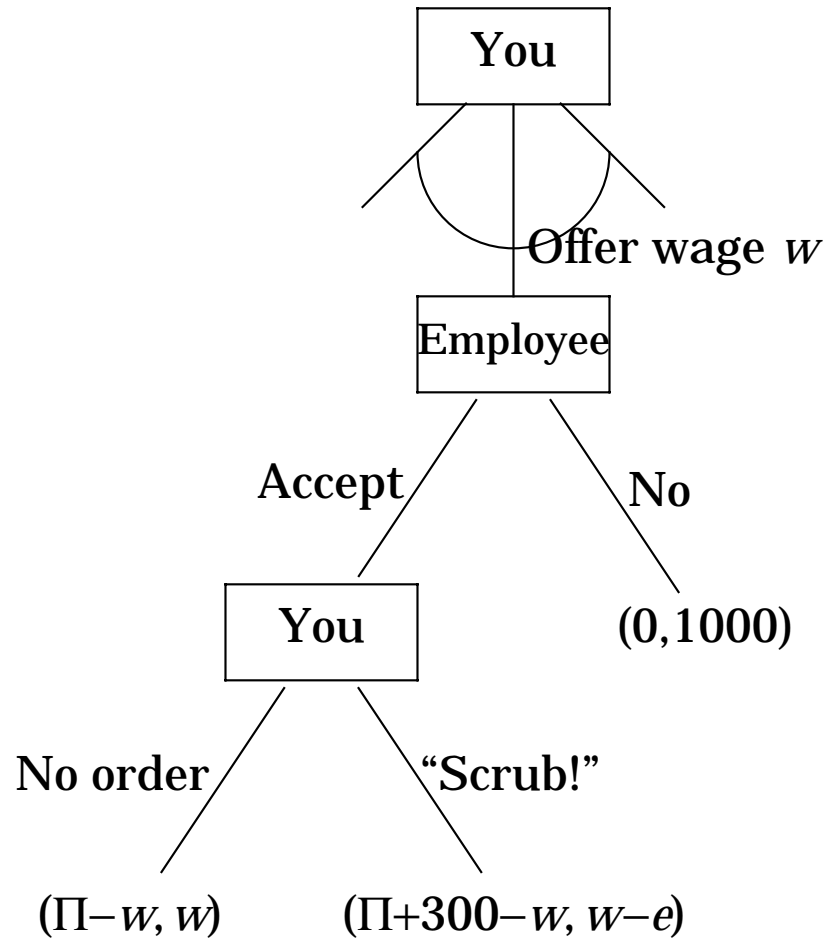 You
Offer wage w
Employee
Accept
No
You
(0,1000)
No order
“Scrub!”
(Π−w, w)
(Π+300−w, w−e)